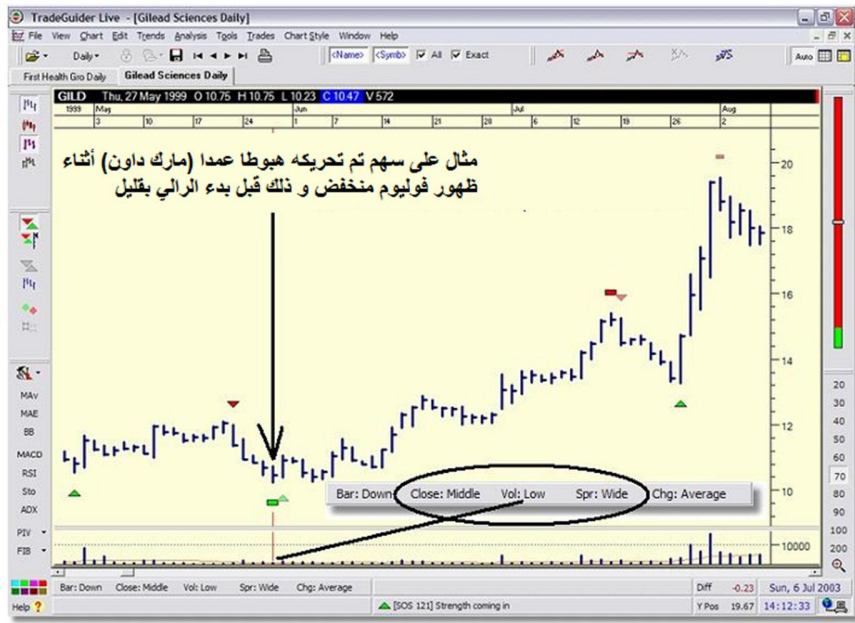 TradeGuider Live - [Gilead Sciences Daily]
File View Chart Edit Trends Analysis Tools Trades Chart Style Window Help
Daily <Name> <Symb> All Exact VS Auto
First Health Gro Daily Gilead Sciences Daily
GILD Thu, 27 May 1999 O 10.75 H 10.75 L 10.23 C 10.47 V 572
1999 May Jun Jul Aug
3 10 17 24 1 7 14 21 28 6 12 19 26 2
مثال على سهم تم تحريكه هبوطا عمدا (مارك داون) أثناء
ظهور فوليوم منخفض و ذلك قبل بدء الرالي بقليل
20
18
16
14
12
10
10000
MAv
MAE
BB
MACD
RSI
Sto
ADX
PIV
FIB
20
30
40
50
60
70
80
90
100
200
Bar: Down Close: Middle Vol: Low Spr: Wide Chg: Average
Bar: Down Close: Middle Vol: Low Spr: Wide Chg: Average Diff -0.23 Sun, 6 Jul 2003
Help ? [SOS 121] Strength coming in Y Pos 19.67 14:12:33